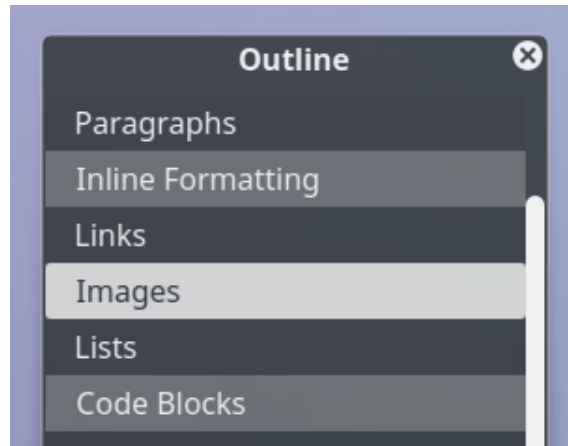 Outline
Paragraphs
Inline Formatting
Links
Images
Lists
Code Blocks